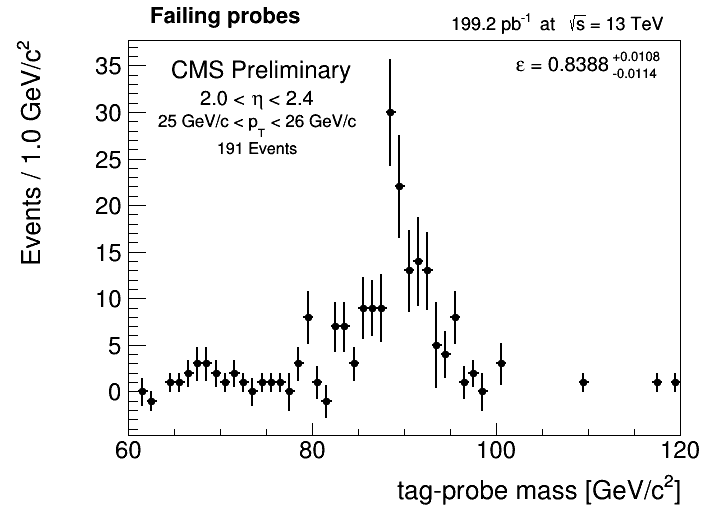 Failing probes
199.2 pb⁻¹ at √s = 13 TeV
CMS Preliminary
2.0 < η < 2.4
25 GeV/c < p_T < 26 GeV/c
191 Events
ε = 0.8388 +0.0108 -0.0114
Events / 1.0 GeV/c²
35
30
25
20
15
10
5
0
60 80 100 120
tag-probe mass [GeV/c²]